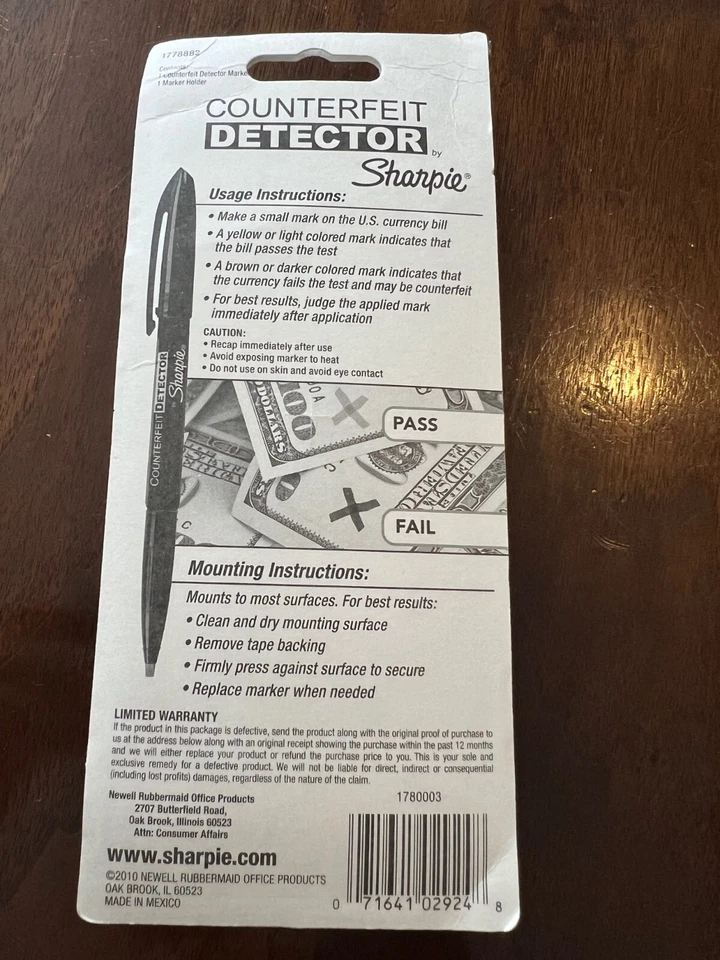 1778882
Contents:
1 Counterfeit Detector Marker
1 Marker Holder
COUNTERFEIT
DETECTOR
by
Sharpie®
Usage Instructions:
• Make a small mark on the U.S. currency bill
• A yellow or light colored mark indicates that
the bill passes the test
• A brown or darker colored mark indicates that
the currency fails the test and may be counterfeit
• For best results, judge the applied mark
immediately after application
CAUTION:
• Recap immediately after use
• Avoid exposing marker to heat
• Do not use on skin and avoid eye contact
COUNTERFEIT DETECTOR
by Sharpie®
100
DOLLARS
PASS
FAIL
Mounting Instructions:
Mounts to most surfaces. For best results:
• Clean and dry mounting surface
• Remove tape backing
• Firmly press against surface to secure
• Replace marker when needed
LIMITED WARRANTY
If the product in this package is defective, send the product along with the original proof of purchase to
us at the address below along with an original receipt showing the purchase within the past 12 months
and we will either replace your product or refund the purchase price to you. This is your sole and
exclusive remedy for a defective product. We will not be liable for direct, indirect or consequential
(including lost profits) damages, regardless of the nature of the claim.
Newell Rubbermaid Office Products
2707 Butterfield Road,
Oak Brook, Illinois 60523
Attn: Consumer Affairs
www.sharpie.com
©2010 NEWELL RUBBERMAID OFFICE PRODUCTS
OAK BROOK, IL 60523
MADE IN MEXICO
1780003
0 71641 02924 8